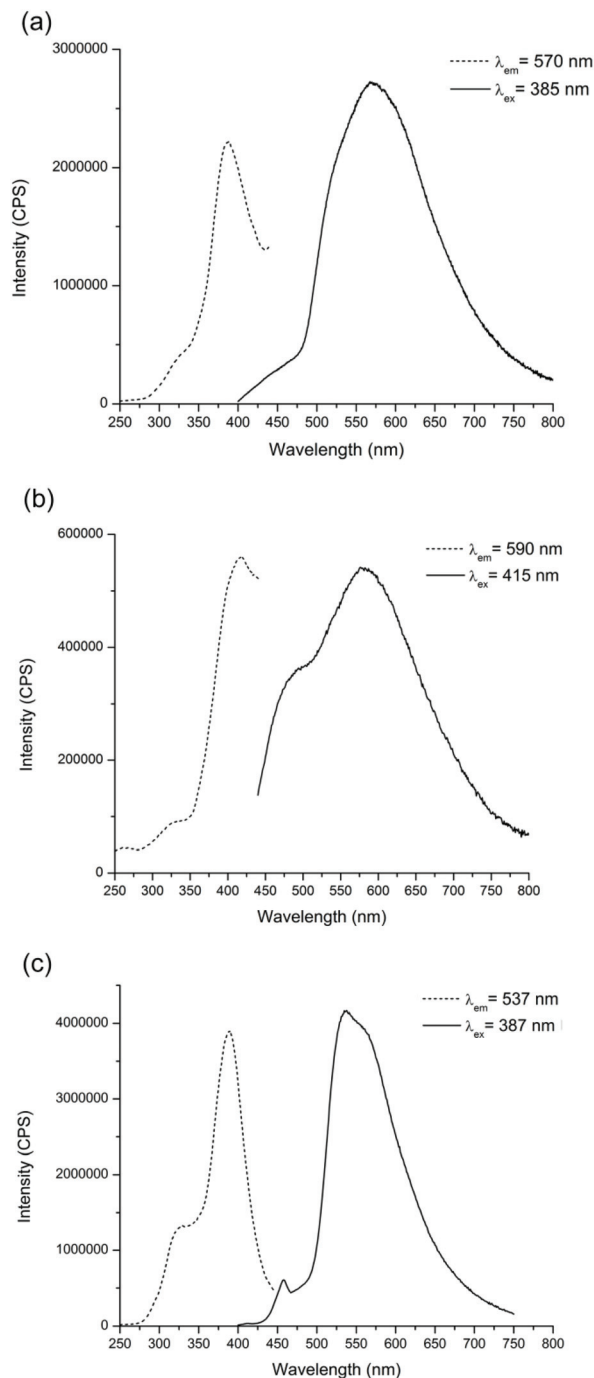 (a)
3000000
2000000
1000000
0
Intensity (CPS)
λem= 570 nm
λex= 385 nm
250 300 350 400 450 500 550 600 650 700 750 800
Wavelength (nm)
(b)
600000
400000
200000
0
Intensity (CPS)
λem= 590 nm
λex= 415 nm
250 300 350 400 450 500 550 600 650 700 750 800
Wavelength (nm)
(c)
4000000
3000000
2000000
1000000
0
Intensity (CPS)
λem= 537 nm
λex= 387 nm
250 300 350 400 450 500 550 600 650 700 750 800
Wavelength (nm)